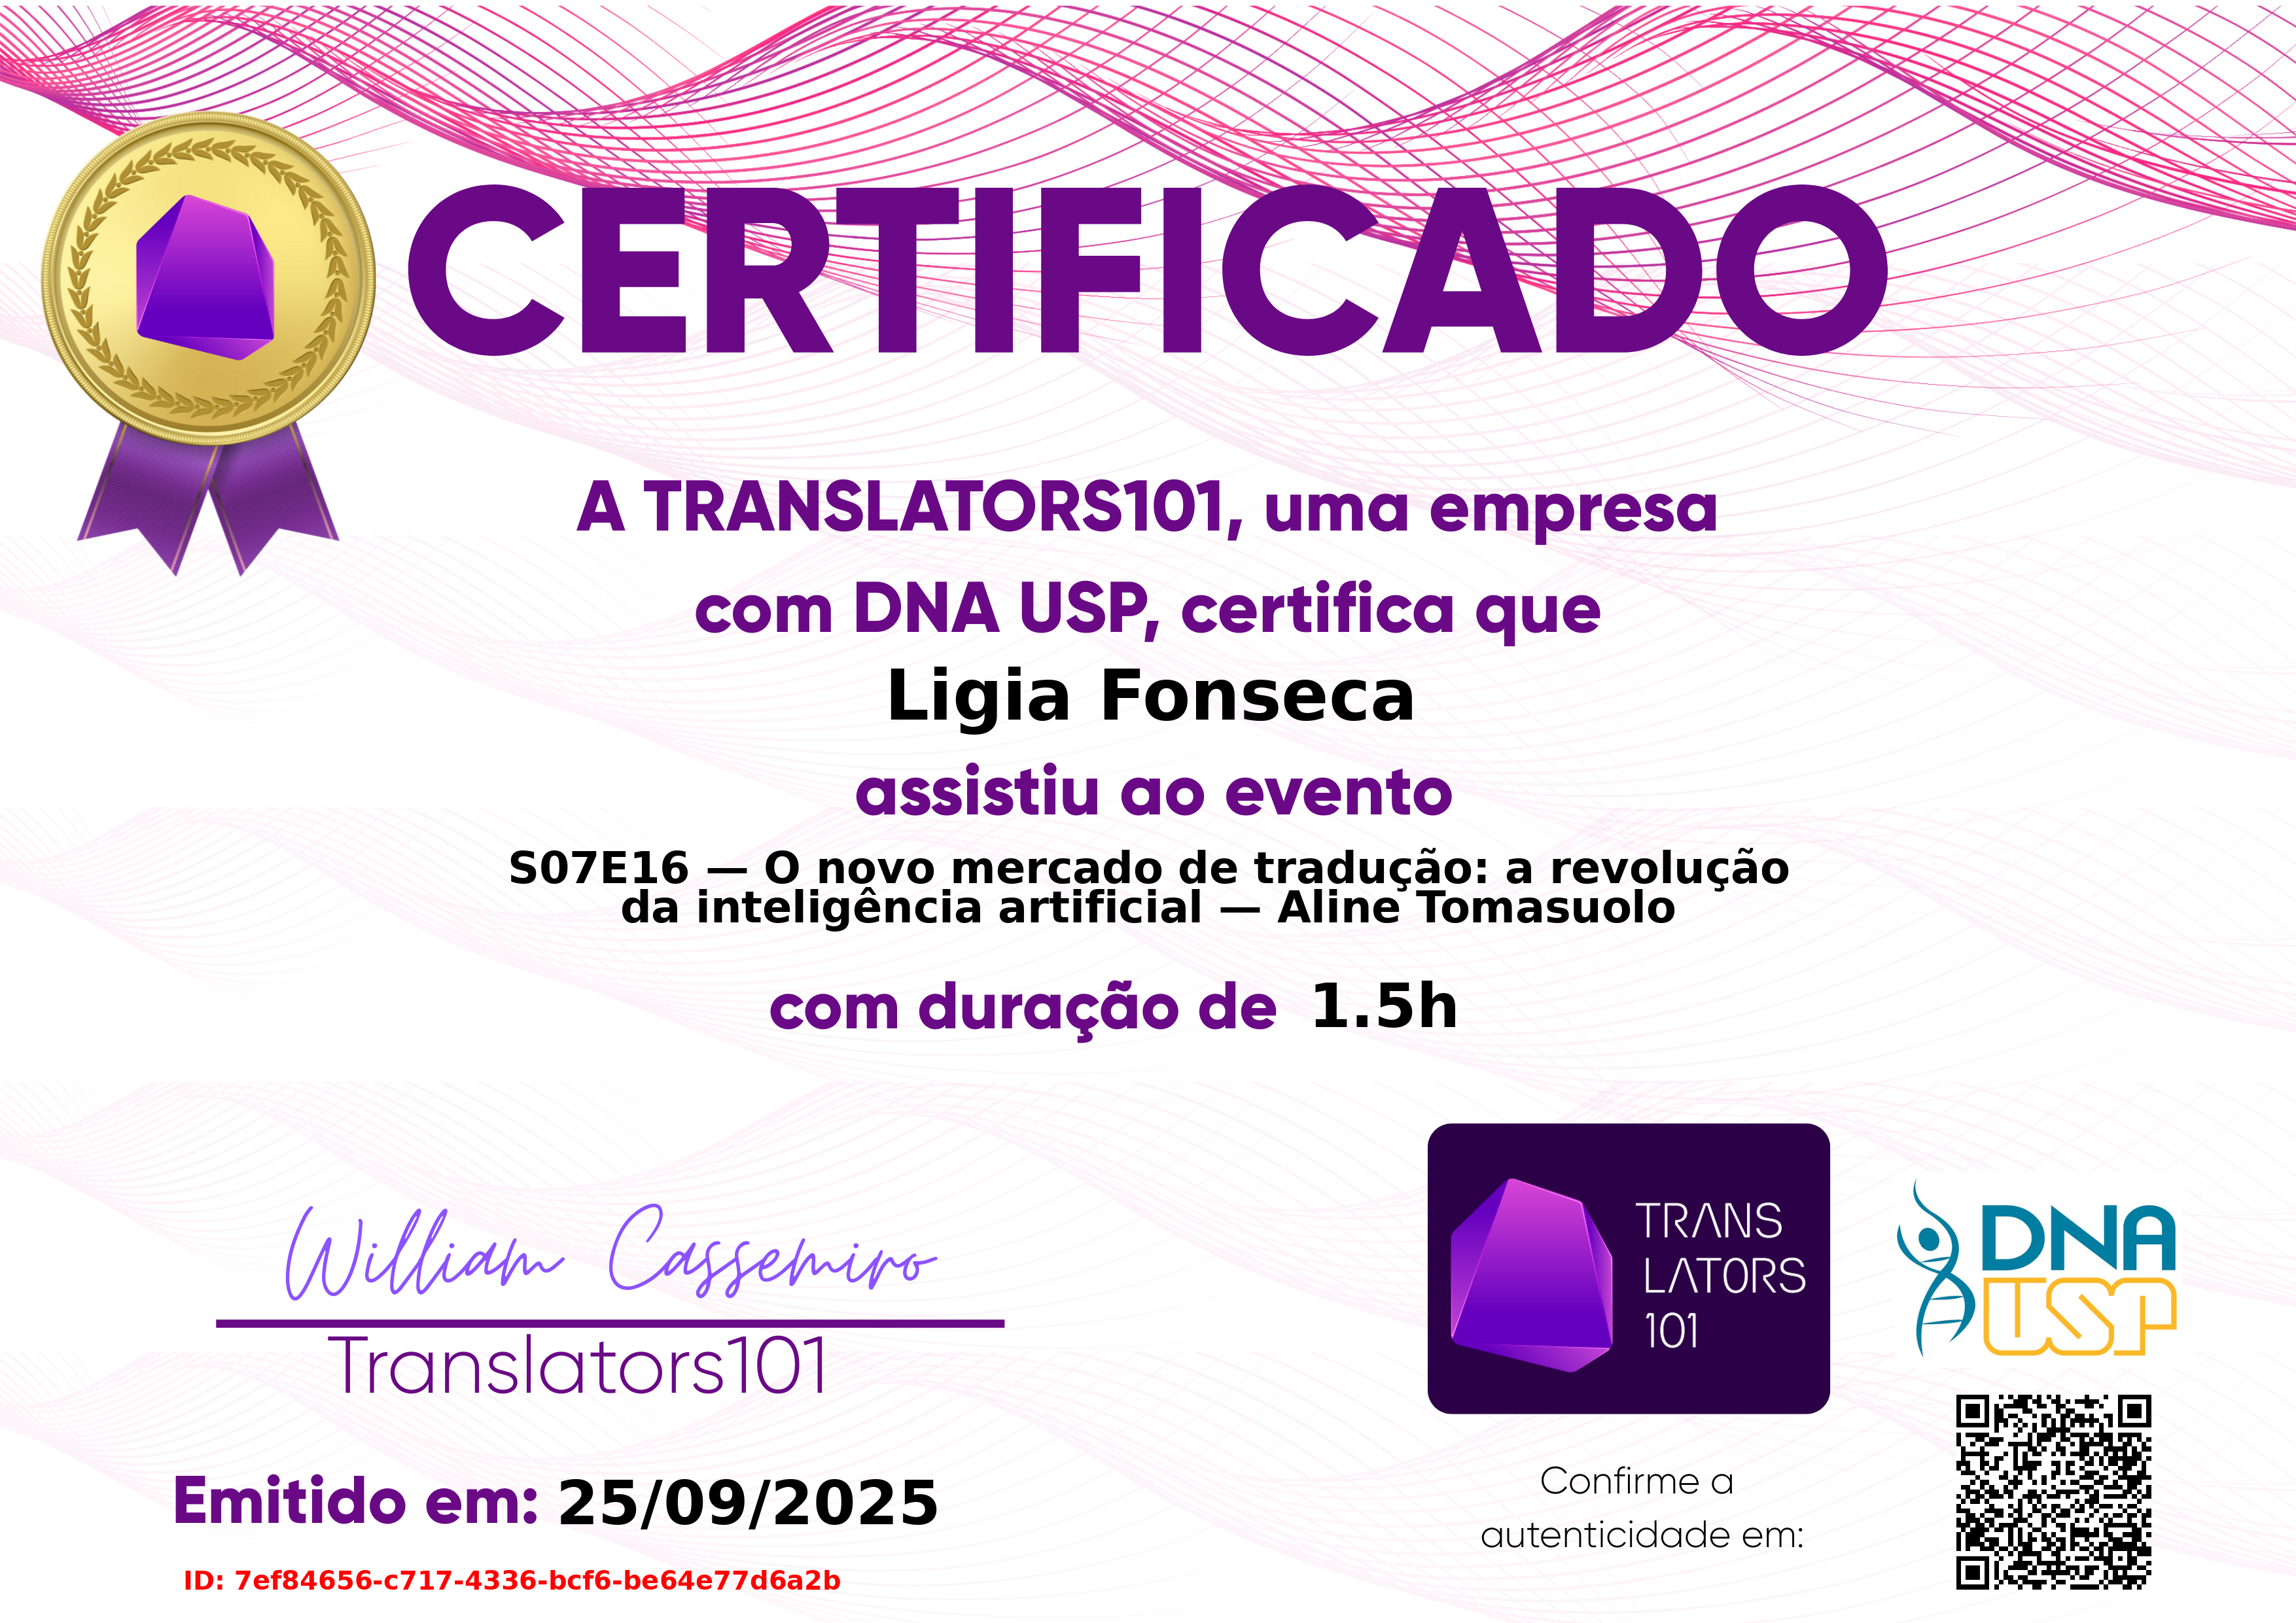 CERTIFICADO
A TRANSLATORS101, uma empresa
com DNA USP, certifica que
Ligia Fonseca
assistiu ao evento
S07E16 — O novo mercado de tradução: a revolução
da inteligência artificial — Aline Tomasuolo
com duração de 1.5h
William Cassemiro
Translators101
Emitido em: 25/09/2025
ID: 7ef84656-c717-4336-bcf6-be64e77d6a2b
TRANS
LATORS
101
DNA
USP
Confirme a
autenticidade em: